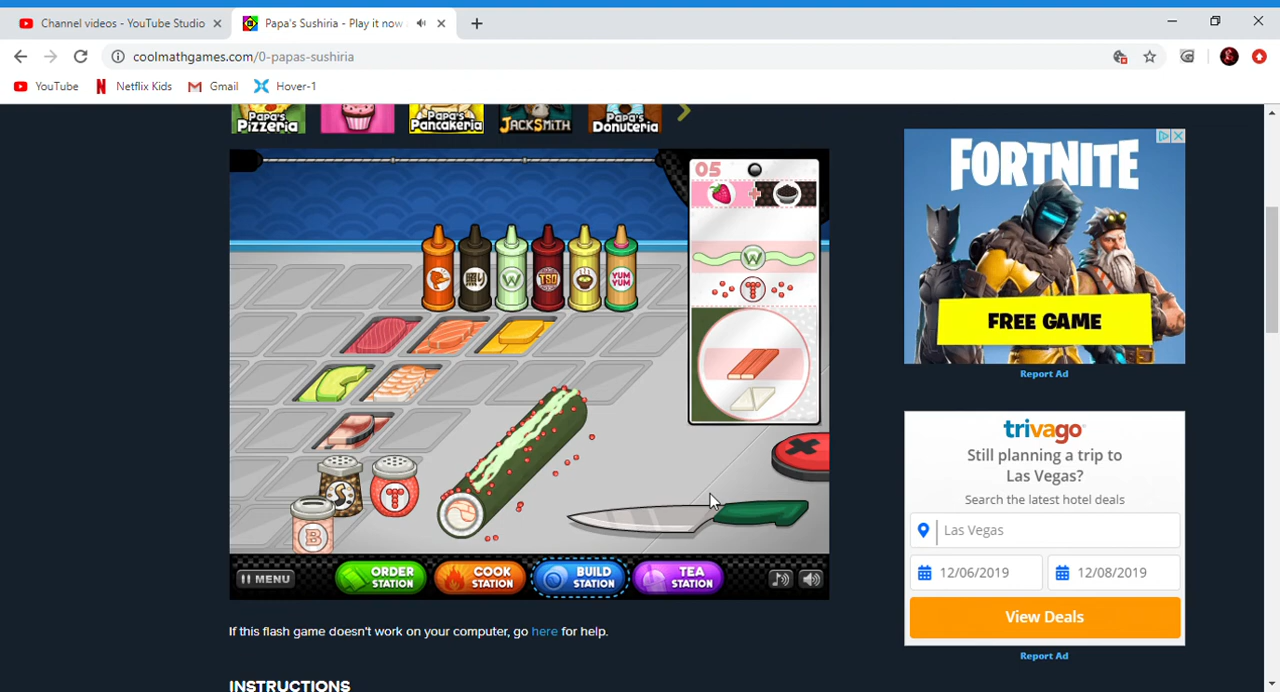 Channel videos - YouTube Studio
Papa's Sushiria - Play it now
coolmathgames.com/0-papas-sushiria
YouTube
Netflix Kids
Gmail
Hover-1
Papa's Pizzeria
Papa's Pancakeria
JACKSMITH
Papa's Donuteria
05
W
T
照り
W
TSO
YUM YUM
S
T
B
MENU
ORDER STATION
COOK STATION
BUILD STATION
TEA STATION
If this flash game doesn't work on your computer, go here for help.
INSTRUCTIONS
FORTNITE
FREE GAME
Report Ad
trivago
Still planning a trip to
Las Vegas?
Search the latest hotel deals
Las Vegas
12/06/2019
12/08/2019
View Deals
Report Ad